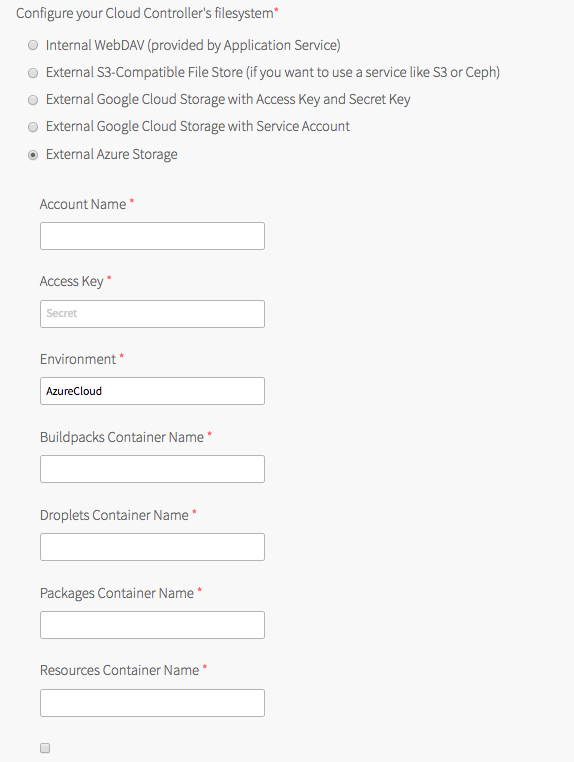 Configure your Cloud Controller's filesystem*
Internal WebDAV (provided by Application Service)
External S3-Compatible File Store (if you want to use a service like S3 or Ceph)
External Google Cloud Storage with Access Key and Secret Key
External Google Cloud Storage with Service Account
External Azure Storage
Account Name *
Access Key *
Secret
Environment *
AzureCloud
Buildpacks Container Name *
Droplets Container Name *
Packages Container Name *
Resources Container Name *